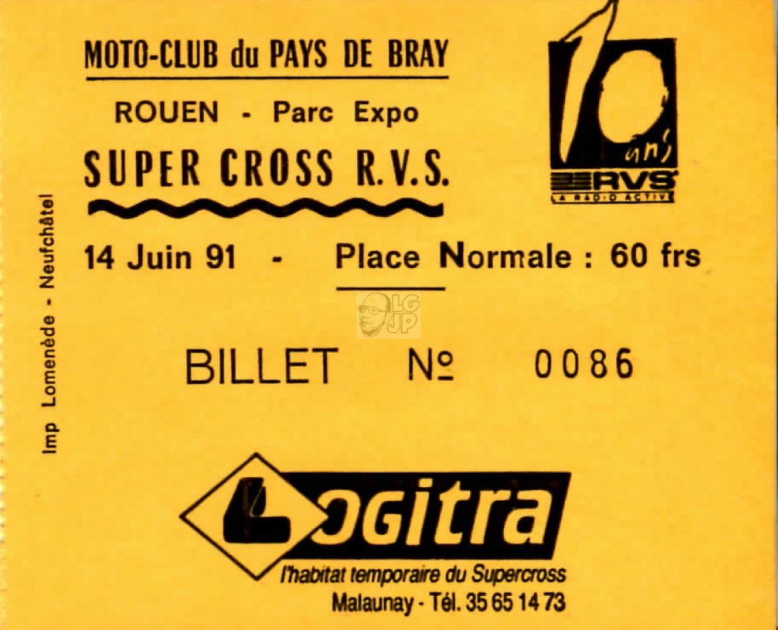 MOTO-CLUB du PAYS DE BRAY
ROUEN - Parc Expo
SUPER CROSS R.V.S.
14 Juin 91 - Place Normale : 60 frs
10
ans
RVS
LA RADIO ACTIVE
Imp Lomenède - Neufchâtel
LG
JP
BILLET Nº 0086
Logitra
l'habitat temporaire du Supercross
Malaunay - Tél. 35 65 14 73